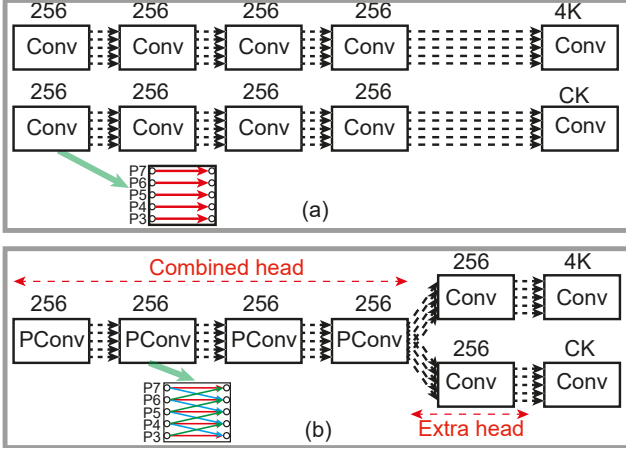 256 256 256 256 4K
Conv Conv Conv Conv Conv
256 256 256 256 CK
Conv Conv Conv Conv Conv
P7
P6
P5
P4
P3
(a)
Combined head
256 4K
Conv Conv
256 256 256 256
PConv PConv PConv PConv
256 CK
Conv Conv
P7
P6
P5
P4
P3
Extra head
(b)